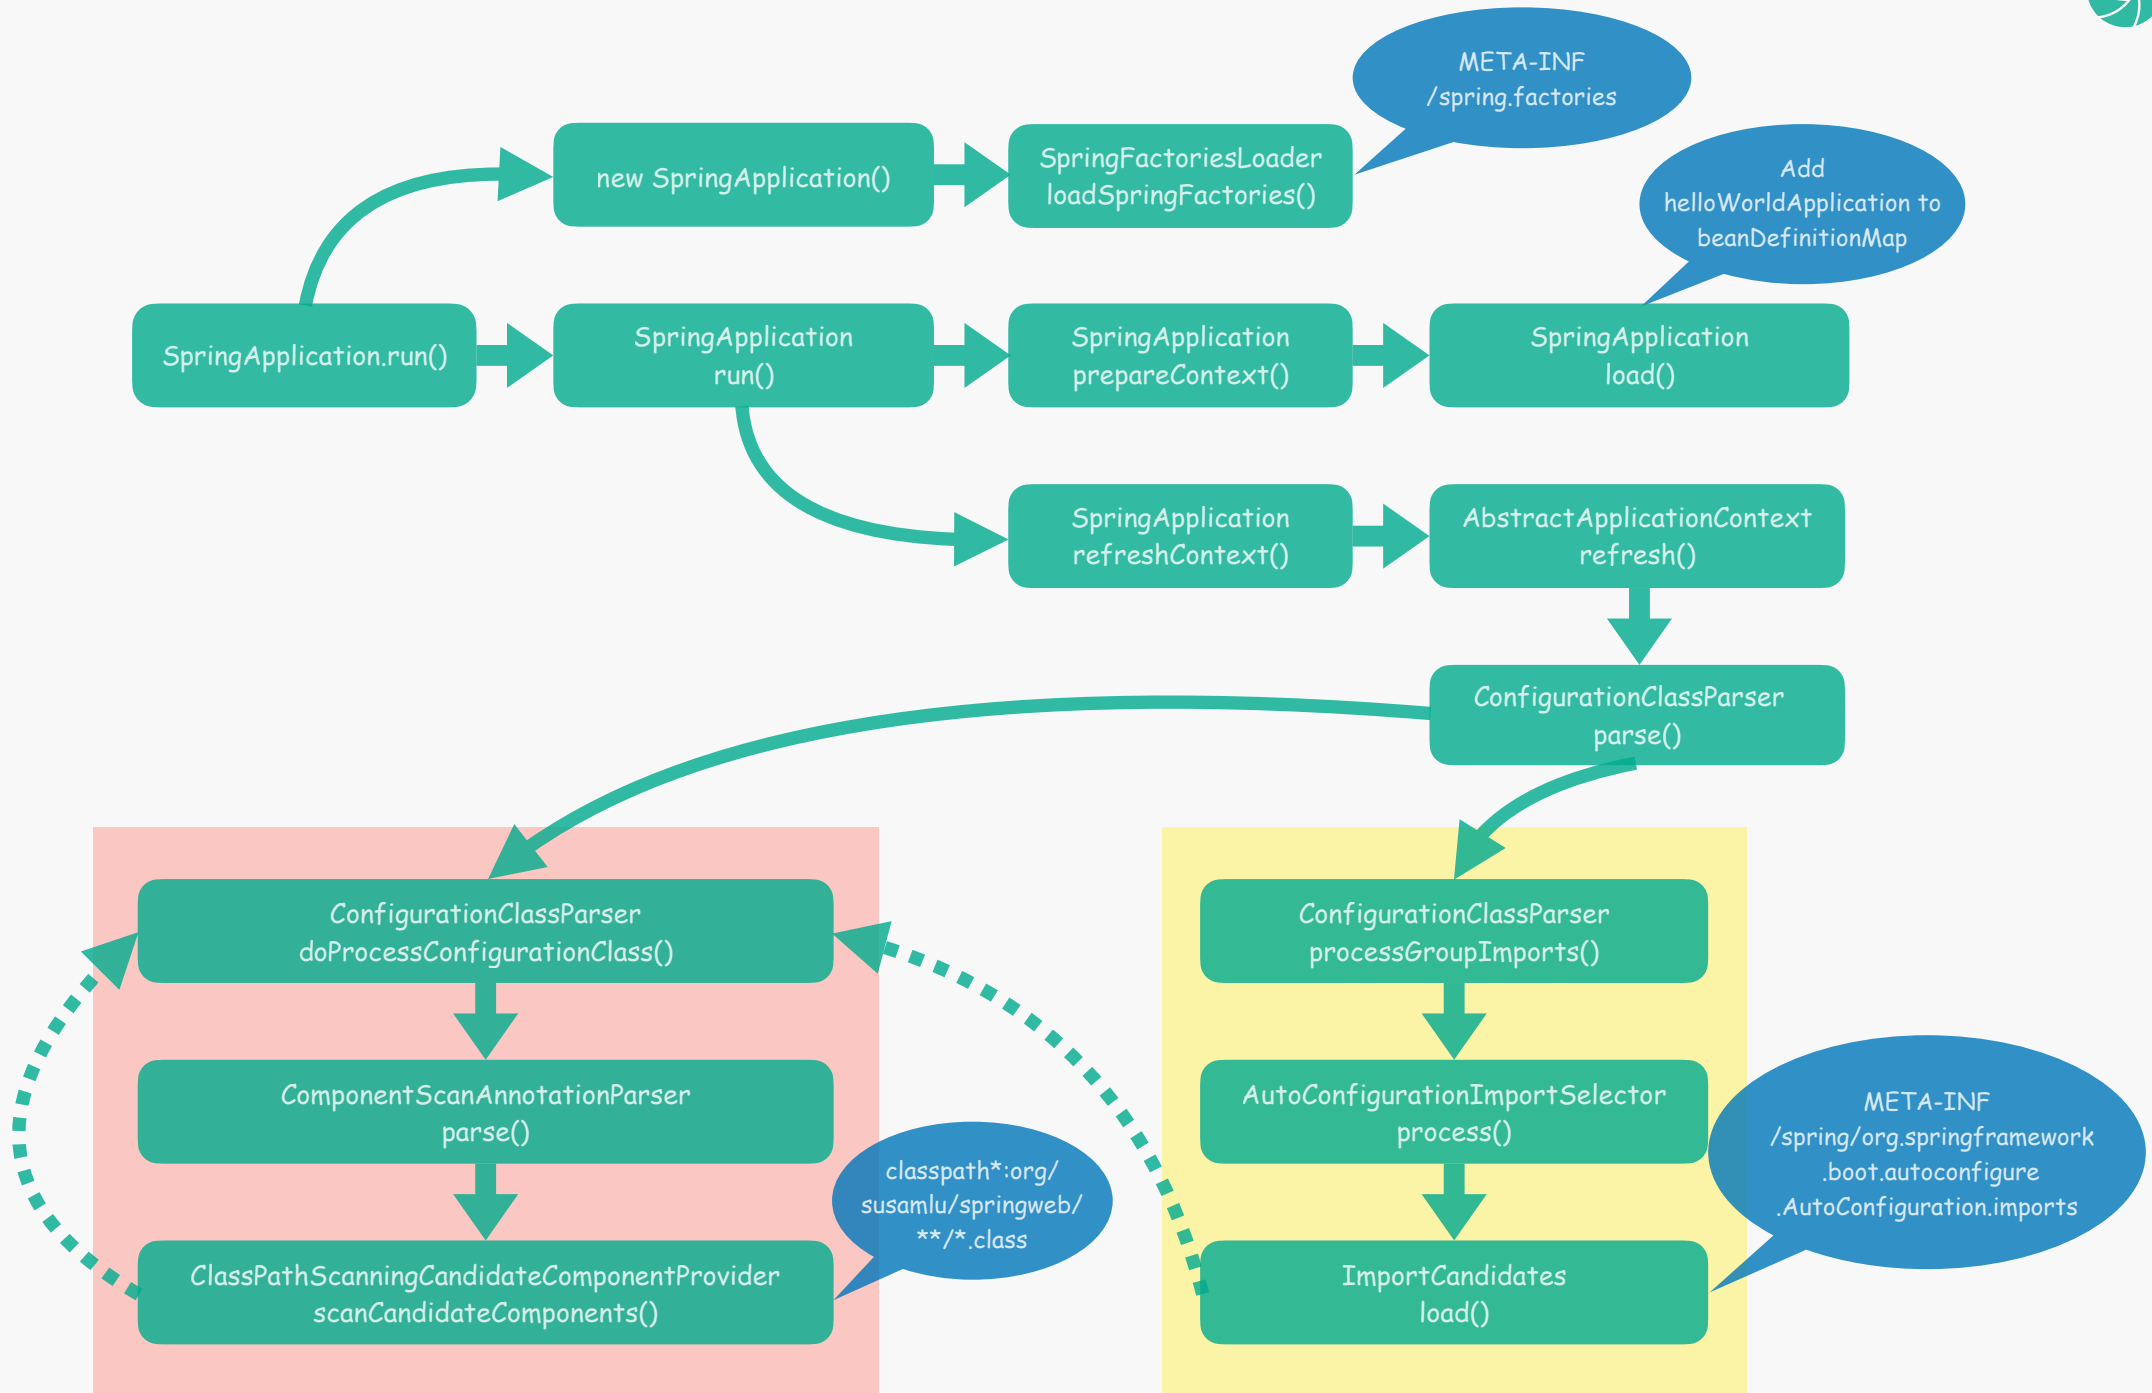 META-INF
/spring.factories
new SpringApplication()
SpringFactoriesLoader
loadSpringFactories()
Add
helloWorldApplication to
beanDefinitionMap
SpringApplication.run()
SpringApplication
run()
SpringApplication
prepareContext()
SpringApplication
load()
SpringApplication
refreshContext()
AbstractApplicationContext
refresh()
ConfigurationClassParser
parse()
ConfigurationClassParser
doProcessConfigurationClass()
ComponentScanAnnotationParser
parse()
classpath*:org/
susamlu/springweb/
**/*.class
ClassPathScanningCandidateComponentProvider
scanCandidateComponents()
ConfigurationClassParser
processGroupImports()
AutoConfigurationImportSelector
process()
META-INF
/spring/org.springframework
.boot.autoconfigure
.AutoConfiguration.imports
ImportCandidates
load()